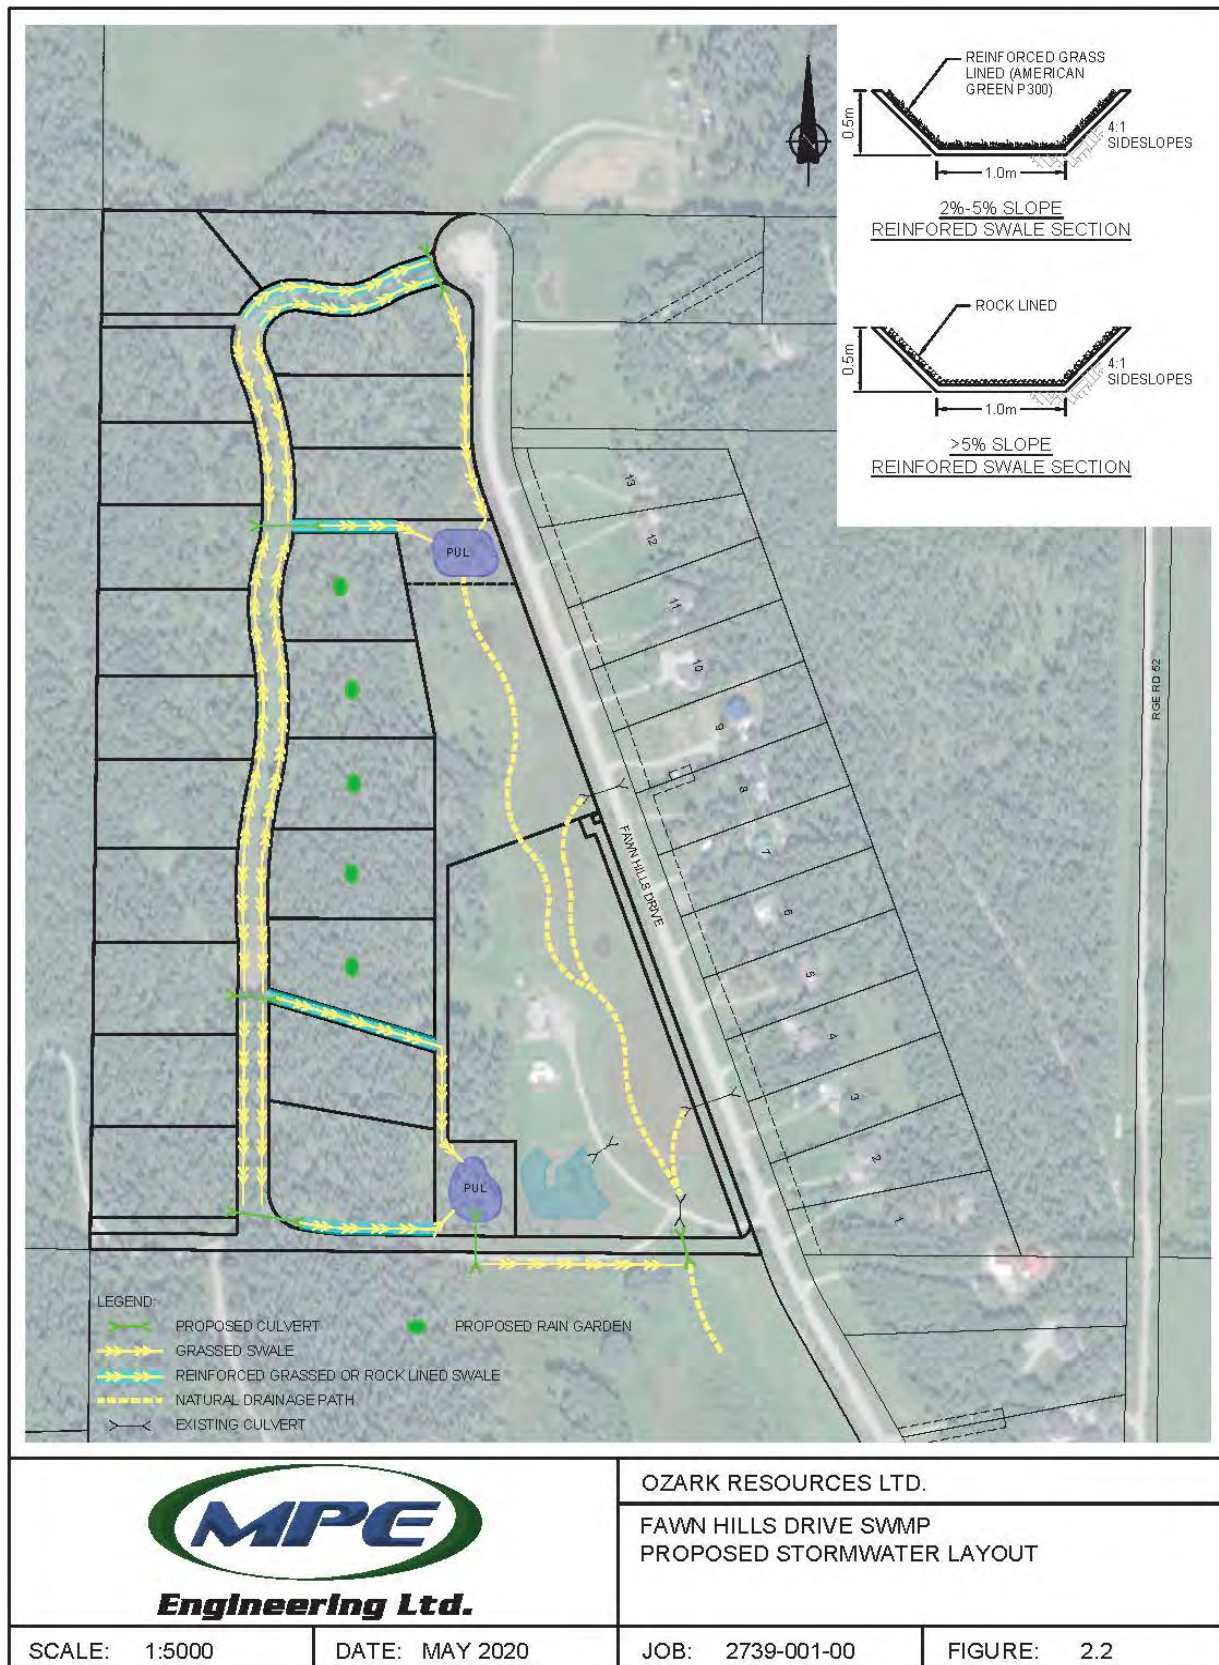 REINFORCED GRASS
LINED (AMERICAN
GREEN P300)
0.5m
4:1
SIDESLOPES
1.0m
2%-5% SLOPE
REINFORED SWALE SECTION
ROCK LINED
0.5m
4:1
SIDESLOPES
1.0m
>5% SLOPE
REINFORED SWALE SECTION
N
13
12
11
10
9
8
7
6
5
4
3
2
1
PUL
PUL
FAWN HILLS DRIVE
RGE RD 52
LEGEND:
PROPOSED CULVERT
PROPOSED RAIN GARDEN
GRASSED SWALE
REINFORCED GRASSED OR ROCK LINED SWALE
NATURAL DRAINAGE PATH
EXISTING CULVERT
MPE
Engineering Ltd.
OZARK RESOURCES LTD.
FAWN HILLS DRIVE SWMP
PROPOSED STORMWATER LAYOUT
SCALE: 1:5000
DATE: MAY 2020
JOB: 2739-001-00
FIGURE: 2.2